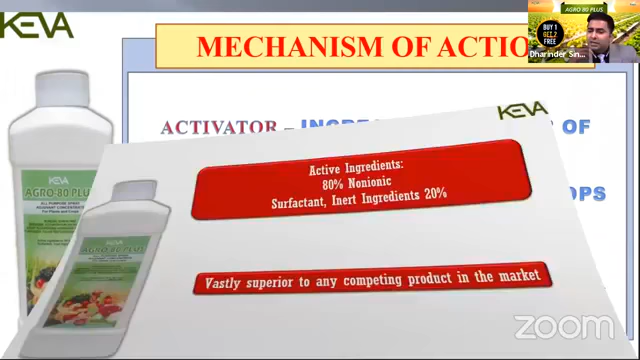 KEVA
MECHANISM OF ACTIO
AGRO 80 PLUS
BUY 1
GET 2
FREE
Dharinder Sin...
ACTIVATOR – 
OF
OPS
KEVA
Active Ingredients:
80% Nonionic
Surfactant, Inert Ingredients 20%
Vastly superior to any competing product in the market
KEVA
AGRO 80 PLUS
ALL PURPOSE SPRAY
ADJUVANT CONCENTRATE
For Plants and Crops
KEVA
AGRO 80 PLUS
zoom